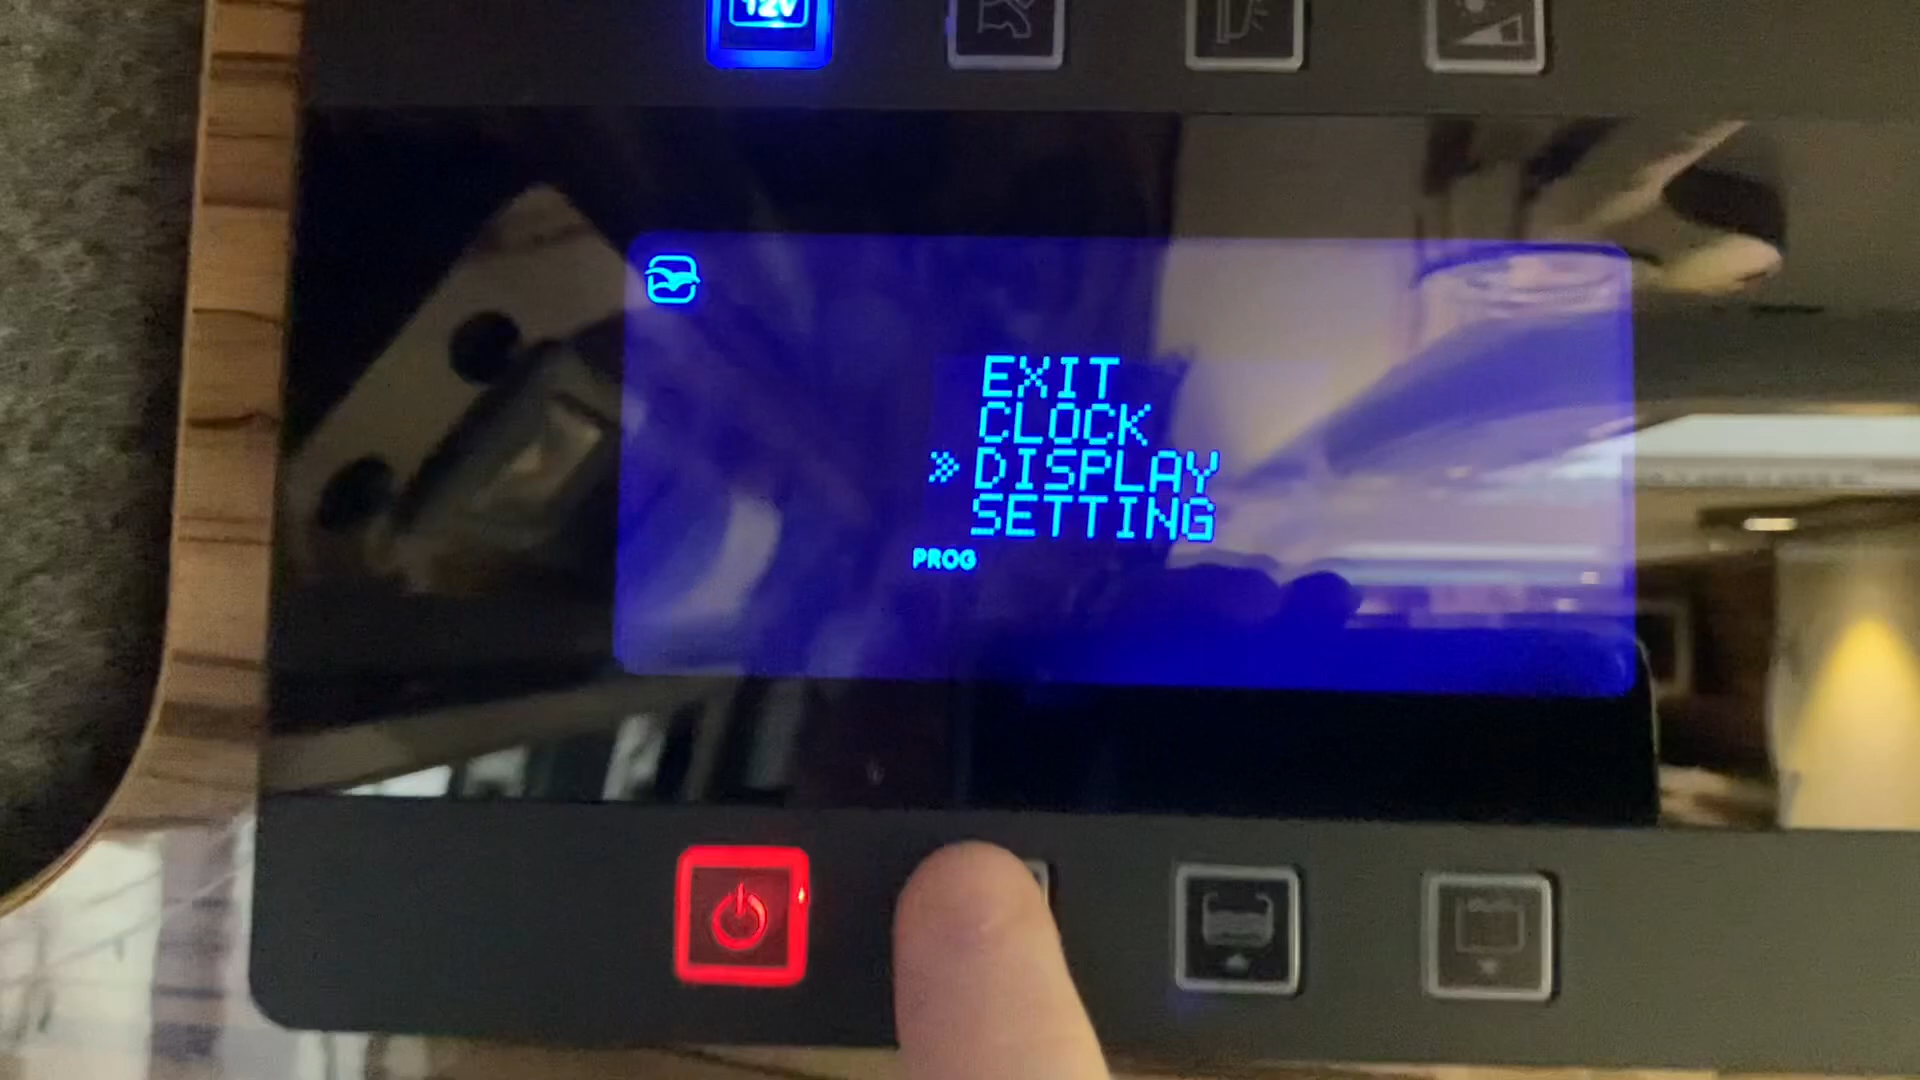 12V
EXIT
CLOCK
» DISPLAY
SETTING
PROG